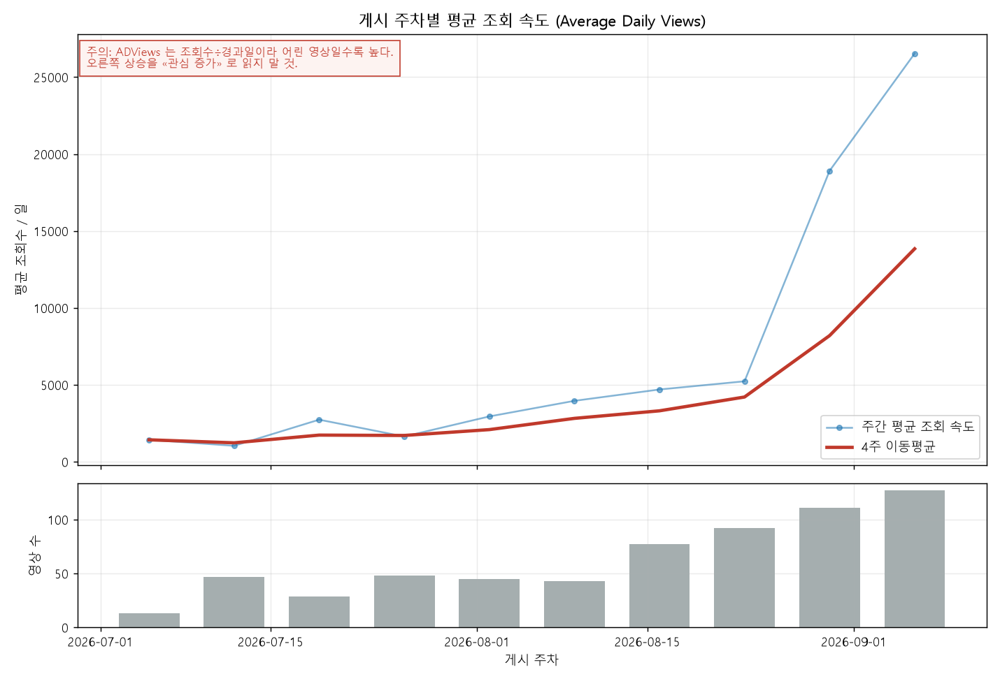 게시 주차별 평균 조회 속도 (Average Daily Views)
주의: ADViews 는 조회수÷경과일이라 어린 영상일수록 높다.
오른쪽 상승을 «관심 증가» 로 읽지 말 것.
평균 조회수 / 일
25000
20000
15000
10000
5000
0
주간 평균 조회 속도
4주 이동평균
영상 수
100
50
0
2026-07-01
2026-07-15
2026-08-01
2026-08-15
2026-09-01
게시 주차